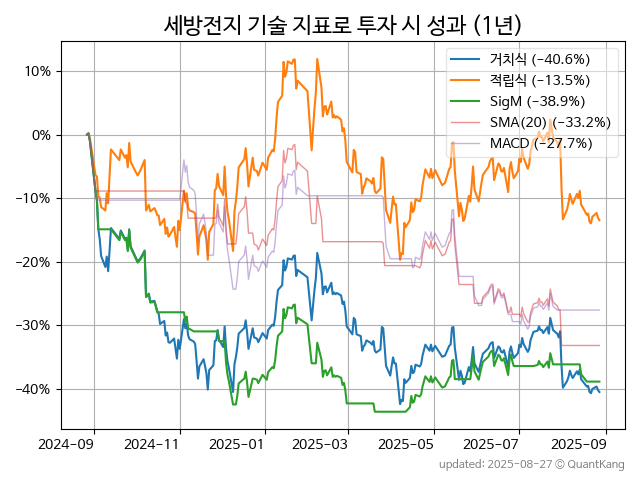 세방전지 기술 지표로 투자 시 성과 (1년)
거치식 (−40.6%)
적립식 (−13.5%)
SigM (−38.9%)
SMA(20) (−33.2%)
MACD (−27.7%)
10%
0%
−10%
−20%
−30%
−40%
2024-09 2024-11 2025-01 2025-03 2025-05 2025-07 2025-09
updated: 2025-08-27 © QuantKang